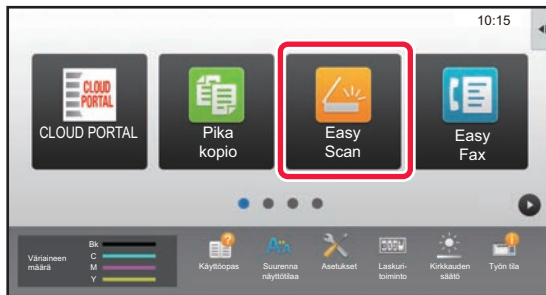 10:15
CLOUD
PORTAL
CLOUD PORTAL
Pika
kopio
Easy
Scan
Easy
Fax
Väriaineen
määrä
Bk
C
M
Y
Käyttöopas
Suurenna
näyttötilaa
Asetukset
Laskuri-
toiminto
Kirkkauden
säätö
Työn tila